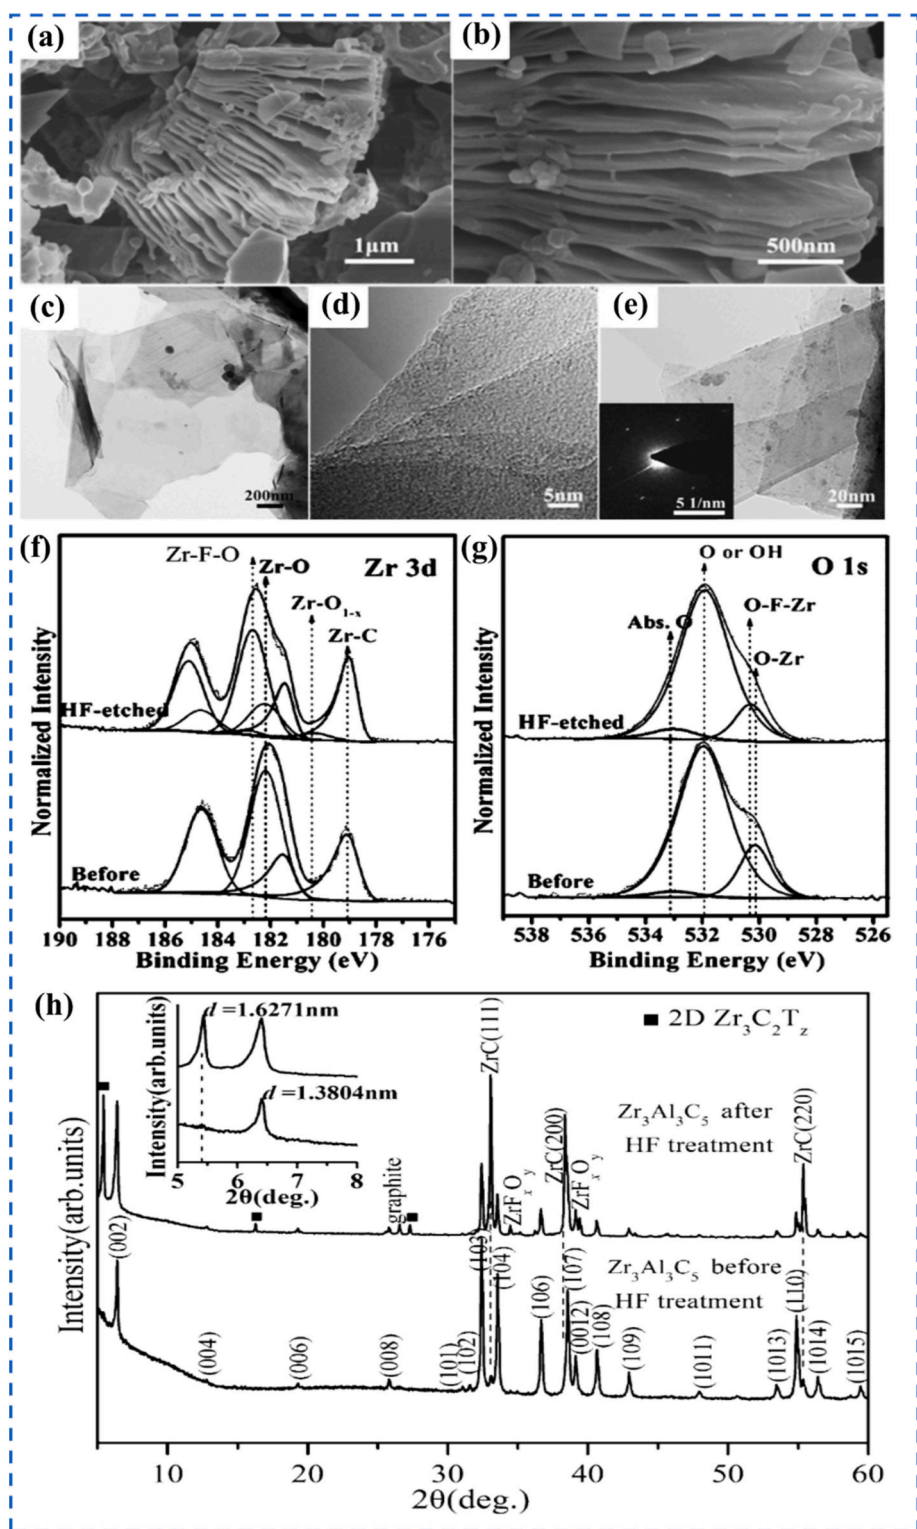 (a)
1μm
(b)
500nm
(c)
200nm
(d)
5nm
(e)
5 1/nm
20nm
(f)
Zr-F-O
Zr 3d
Zr-O
Zr-O1-x
Zr-C
HF-etched
Before
Normalized Intensity
190 187 184 181 178 176
Binding Energy (eV)
(g)
O or OH
O 1s
Abs. O
O-F-Zr
O-Zr
HF-etched
Before
Normalized Intensity
538 536 534 532 530 528 526
Binding Energy (eV)
(h)
d =1.6271nm
d =1.3804nm
Intensity(arb.units)
5 6 7 8
2θ(deg.)
■ 2D Zr3C2Tz
ZrC(111)
ZrC(200)
ZrC(220)
graphite
ZrFxOy
ZrFxOy
Zr3Al3C5 after
HF treatment
Zr3Al3C5 before
HF treatment
(002)
(004)
(006)
(008)
(101)
(102)
(103)
(104)
(106)
(107)
(0012)
(108)
(109)
(1011)
(1013)
(110)
(1014)
(1015)
Intensity(arb.units)
10 20 30 40 50 60
2θ(deg.)